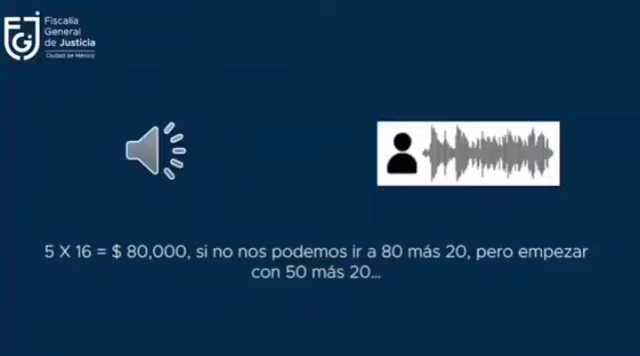 Fiscalía
General
de Justicia
Ciudad de México
5 X 16 = $ 80,000, si no nos podemos ir a 80 más 20, pero empezar
con 50 más 20...